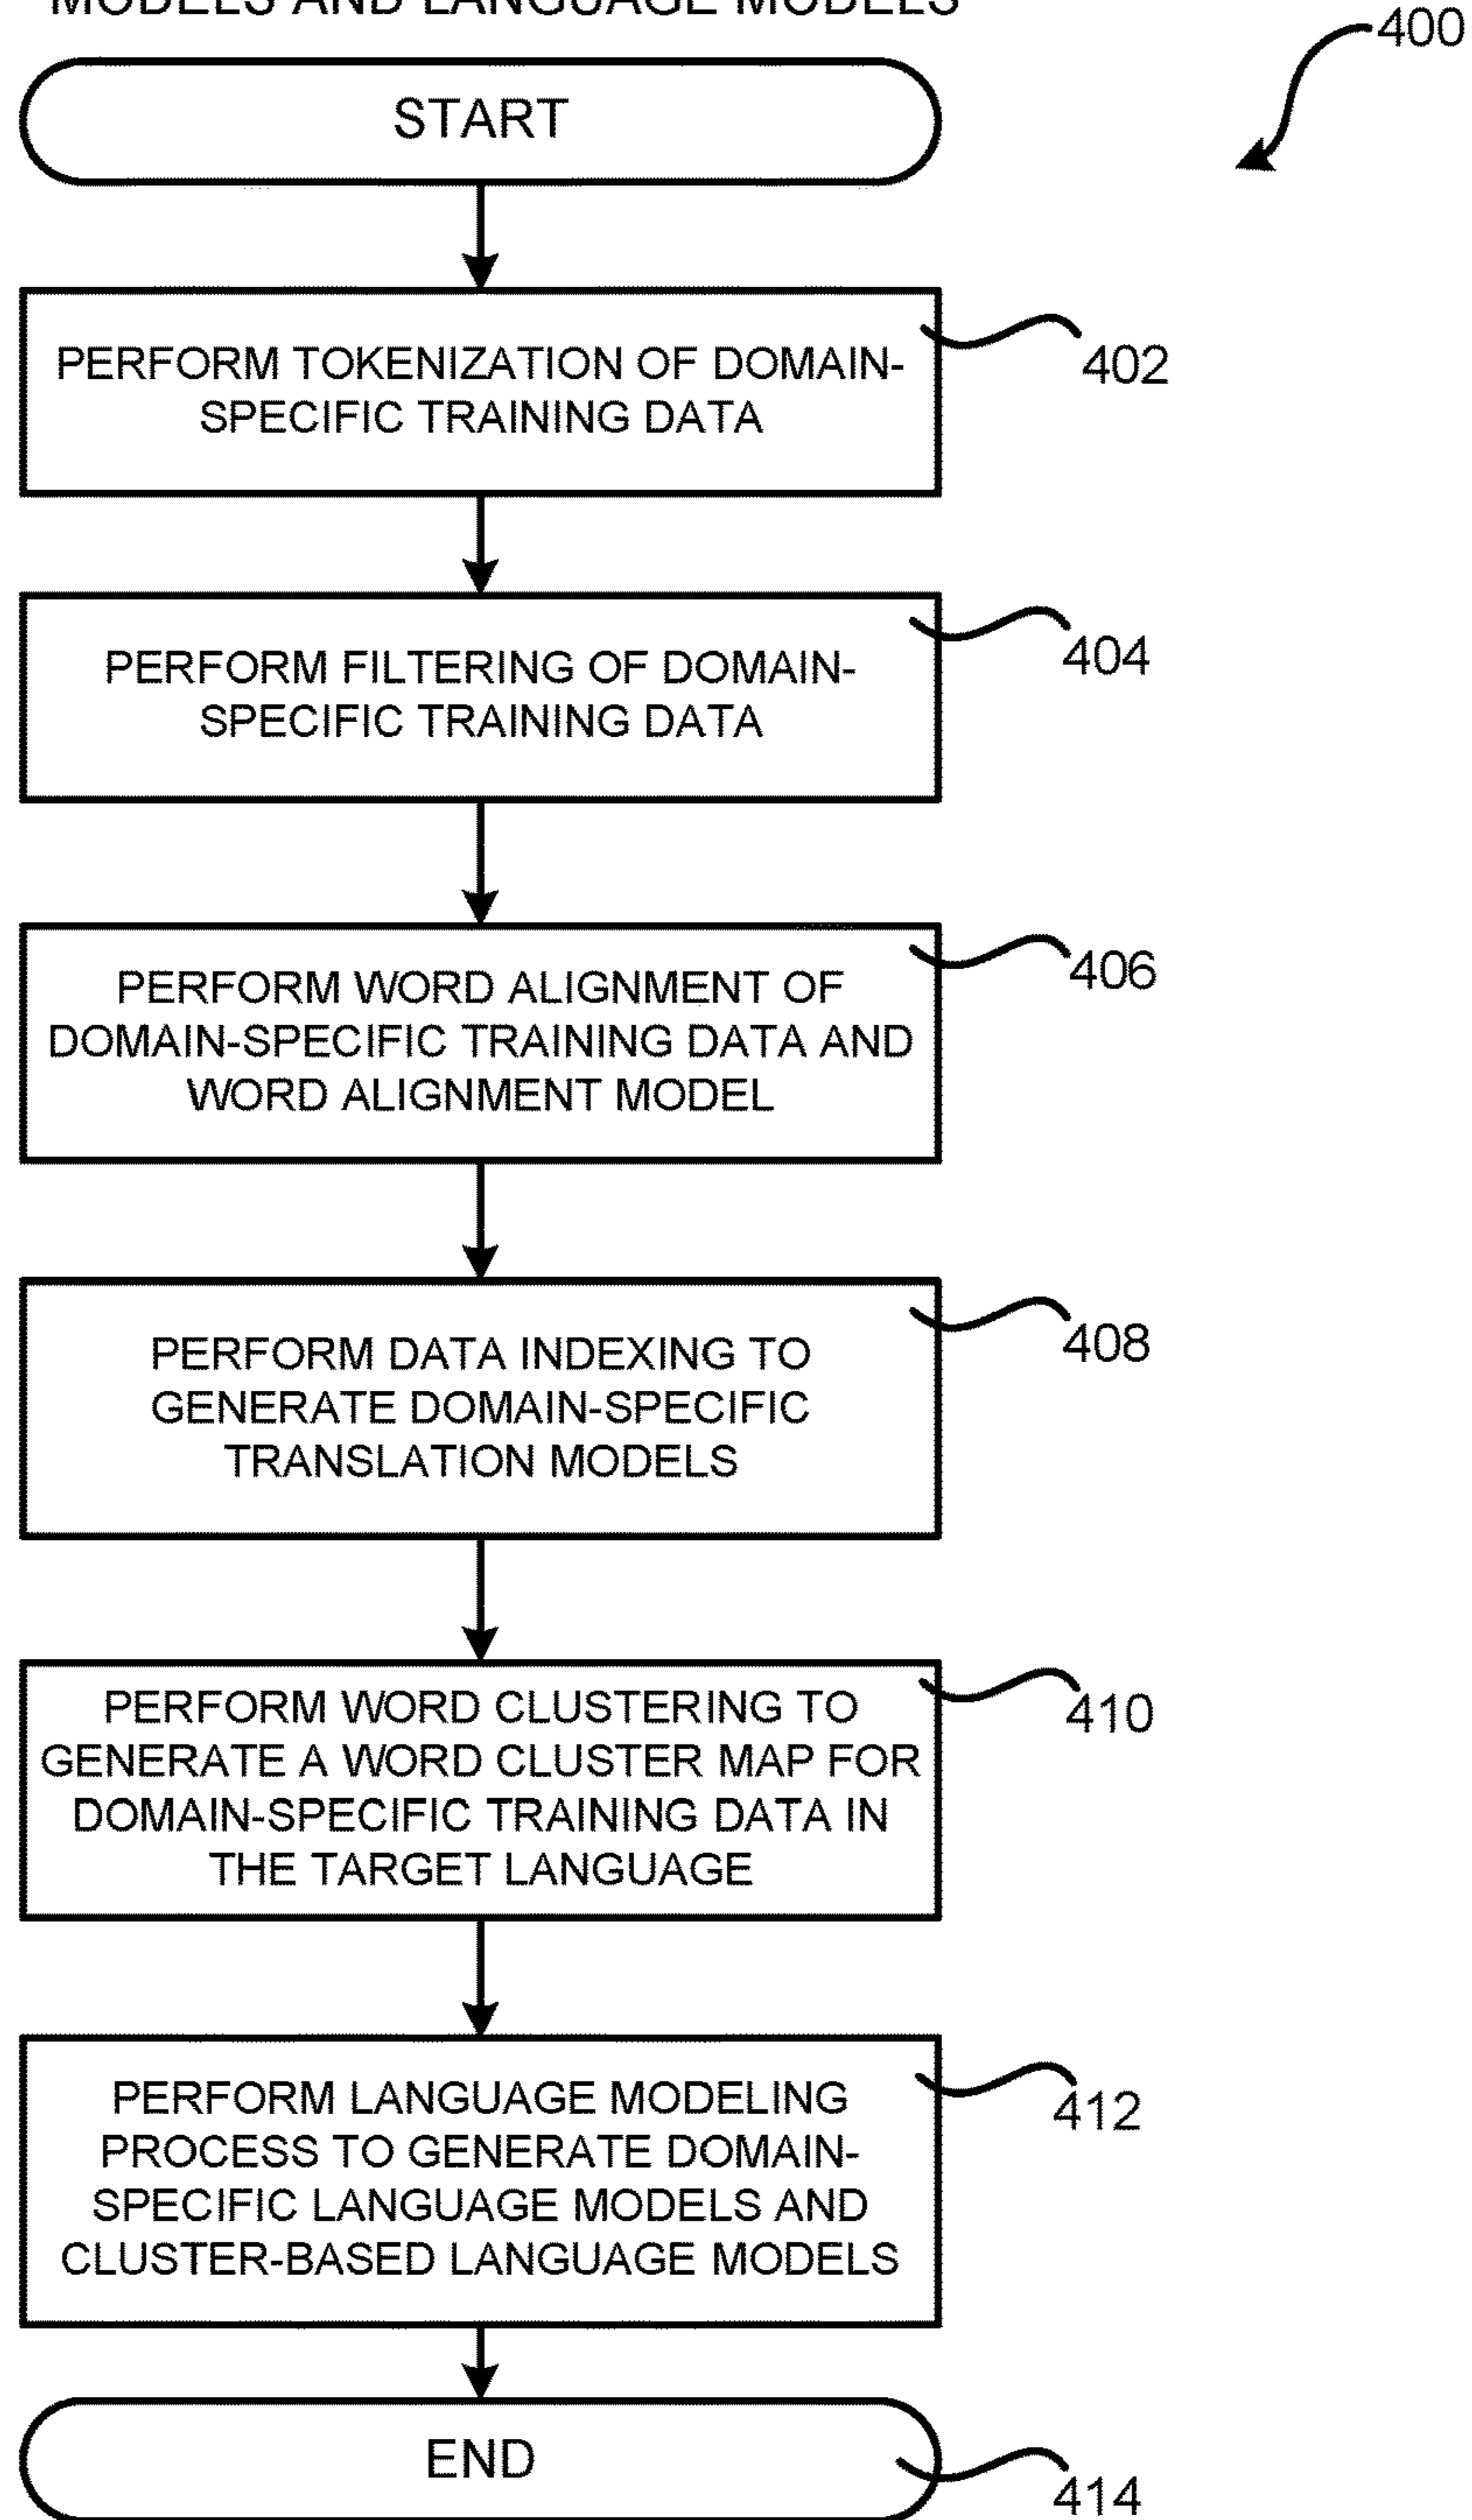 MODELS AND LANGUAGE MODELS
400
START
PERFORM TOKENIZATION OF DOMAIN-
SPECIFIC TRAINING DATA
402
PERFORM FILTERING OF DOMAIN-
SPECIFIC TRAINING DATA
404
PERFORM WORD ALIGNMENT OF
DOMAIN-SPECIFIC TRAINING DATA AND
WORD ALIGNMENT MODEL
406
PERFORM DATA INDEXING TO
GENERATE DOMAIN-SPECIFIC
TRANSLATION MODELS
408
PERFORM WORD CLUSTERING TO
GENERATE A WORD CLUSTER MAP FOR
DOMAIN-SPECIFIC TRAINING DATA IN
THE TARGET LANGUAGE
410
PERFORM LANGUAGE MODELING
PROCESS TO GENERATE DOMAIN-
SPECIFIC LANGUAGE MODELS AND
CLUSTER-BASED LANGUAGE MODELS
412
END
414